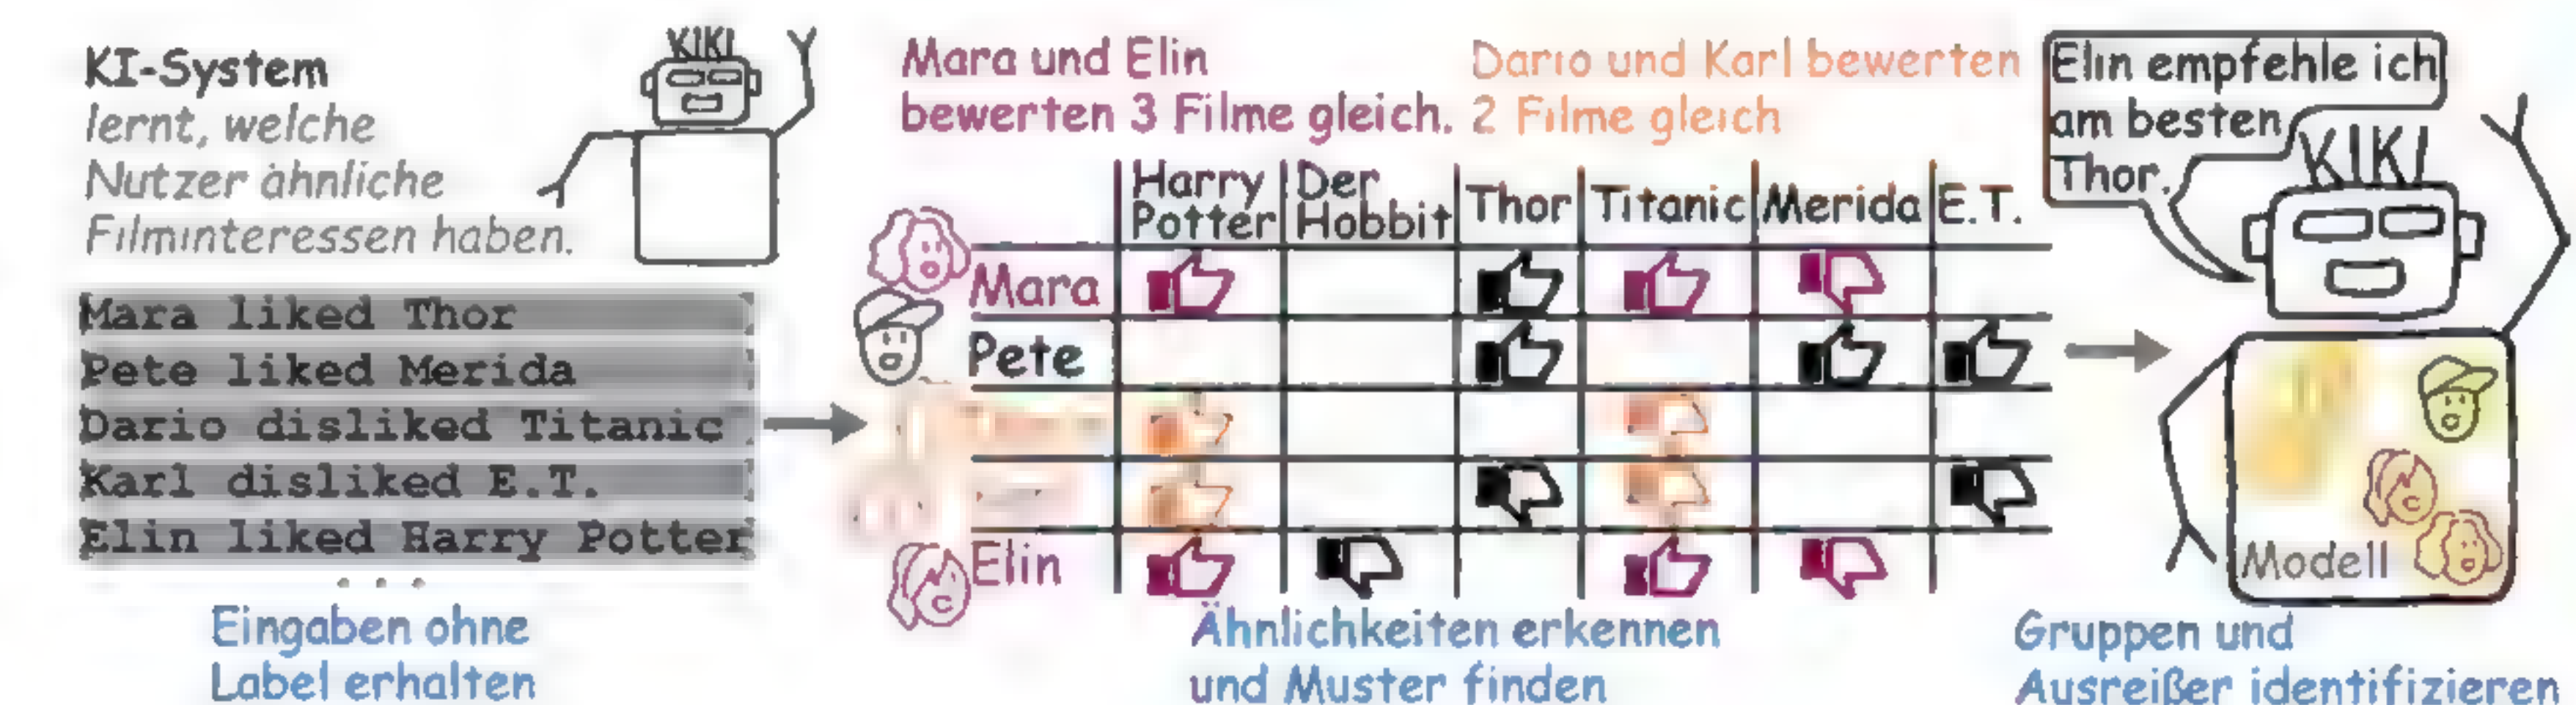 KI-System
lernt, welche
Nutzer ähnliche
Filminteressen haben.
KIKI
Mara liked Thor
Pete liked Merida
Dario disliked Titanic
Karl disliked E.T.
Elin liked Harry Potter
...
Eingaben ohne
Label erhalten
Mara und Elin
bewerten 3 Filme gleich.
Dario und Karl bewerten
2 Filme gleich
Harry Potter Der Hobbit Thor Titanic Merida E.T.
Mara
Pete
Elin
Ähnlichkeiten erkennen
und Muster finden
Elin empfehle ich
am besten
Thor.
KIKI
Modell
Gruppen und
Ausreißer identifizieren